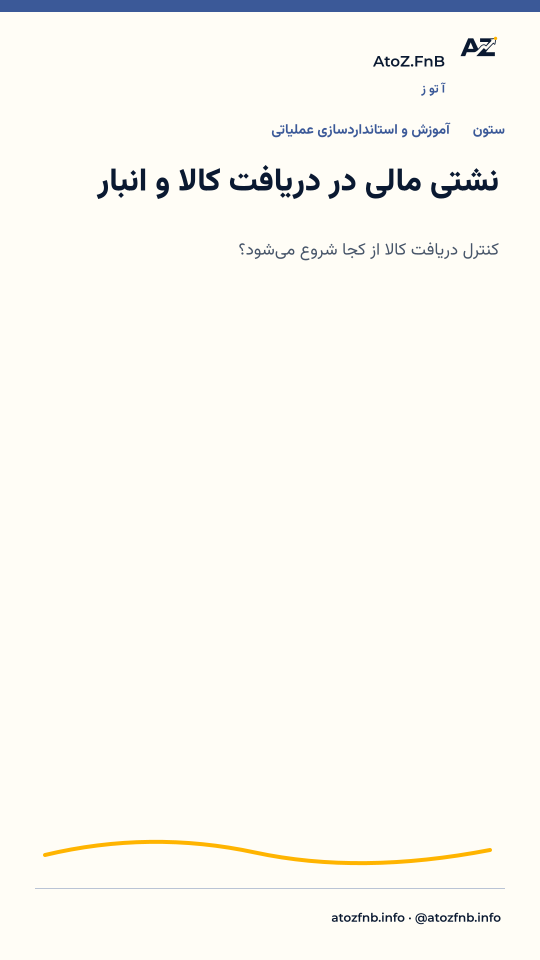 AZ
AtoZ.FnB
آ تو ز
ستون آموزش و استانداردسازی عملیاتی
نشتی مالی در دریافت کالا و انبار
کنترل دریافت کالا از کجا شروع می‌شود؟
atozfnb.info · @atozfnb.info